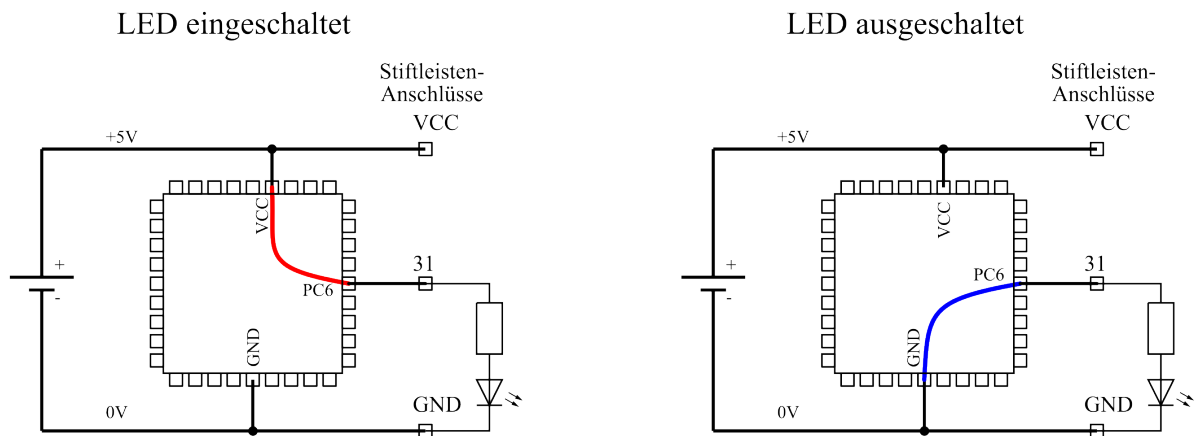 LED eingeschaltet
Stiftleisten-
Anschlüsse
VCC
+5V
VCC
+
-
PC6
31
GND
0V
GND
LED ausgeschaltet
Stiftleisten-
Anschlüsse
VCC
+5V
VCC
+
-
PC6
31
GND
0V
GND